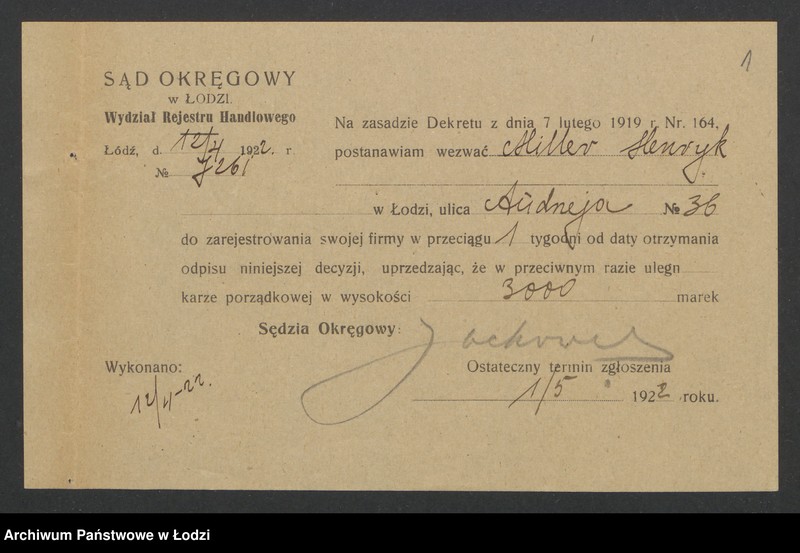 1
SĄD OKRĘGOWY
w ŁODZI.
Wydział Rejestru Handlowego
Łódź, d. 12/4 1922. r
№ 7261
Na zasadzie Dekretu z dnia 7 lutego 1919 r. Nr. 164,
postanawiam wezwać Miller Henryk
w Łodzi, ulica Andrzeja № 36
do zarejestrowania swojej firmy w przeciągu 1 tygodni od daty otrzymania
odpisu niniejszej decyzji, uprzedzając, że w przeciwnym razie ulegn
karze porządkowej w wysokości 3000 marek
Sędzia Okręgowy:
Wykonano:
12/4-22.
Ostateczny termin zgłoszenia
1/5 1922 roku.
Archiwum Państwowe w Łodzi